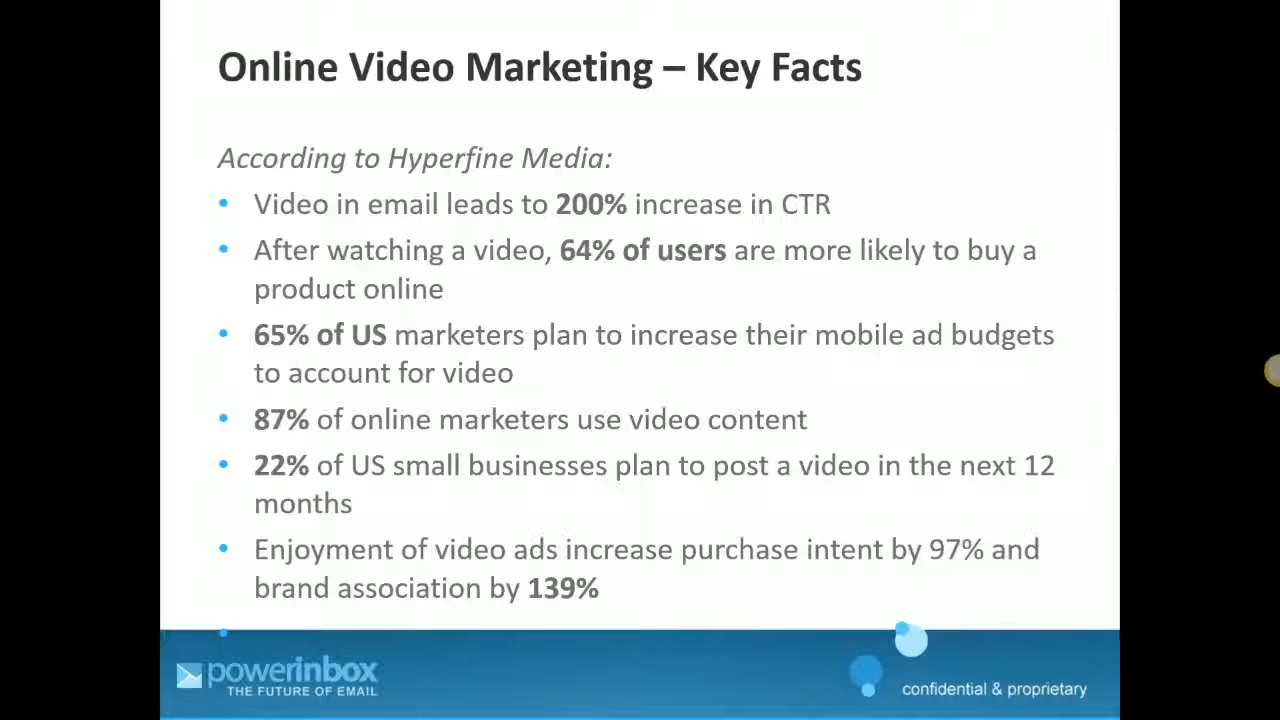 Online Video Marketing – Key Facts
According to Hyperfine Media:
• Video in email leads to 200% increase in CTR
• After watching a video, 64% of users are more likely to buy a
product online
• 65% of US marketers plan to increase their mobile ad budgets
to account for video
• 87% of online marketers use video content
• 22% of US small businesses plan to post a video in the next 12
months
• Enjoyment of video ads increase purchase intent by 97% and
brand association by 139%
•
powerinbox
THE FUTURE OF EMAIL
confidential & proprietary